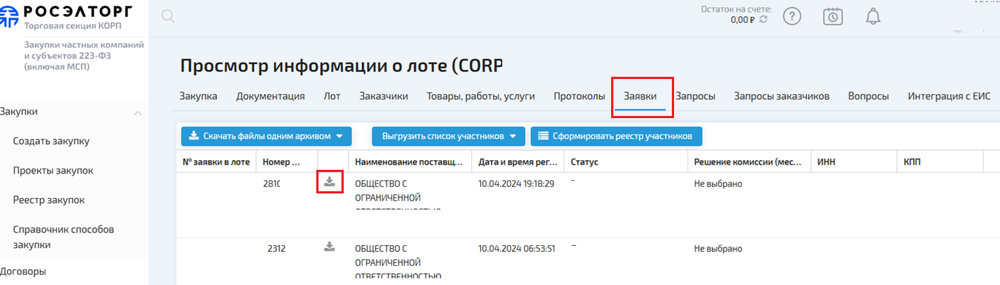 РОСЭЛТОРГ
Торговая секция КОРП
Закупки частных компаний
и субъектов 223-ФЗ
(включая МСП)
Остаток на счете:
0,00 ₽
Просмотр информации о лоте (CORP
Закупка Документация Лот Заказчики Товары, работы, услуги Протоколы Заявки Запросы Запросы заказчиков Вопросы Интеграция с ЕИС
Закупки
Создать закупку
Проекты закупок
Реестр закупок
Справочник способов
закупки
Договоры
Скачать файлы одним архивом Выгрузить список участников Сформировать реестр участников
№ заявки в лоте Номер ... Наименование поставщ... Дата и время рег... Статус Решение комиссии (мес... ИНН КПП
2810 ОБЩЕСТВО С 10.04.2024 19:18:29 – Не выбрано
ОГРАНИЧЕННОЙ
ОТВЕТСТВЕННОСТЬЮ
2312 ОБЩЕСТВО С 10.04.2024 06:53:51 – Не выбрано
ОГРАНИЧЕННОЙ
ОТВЕТСТВЕННОСТЬЮ